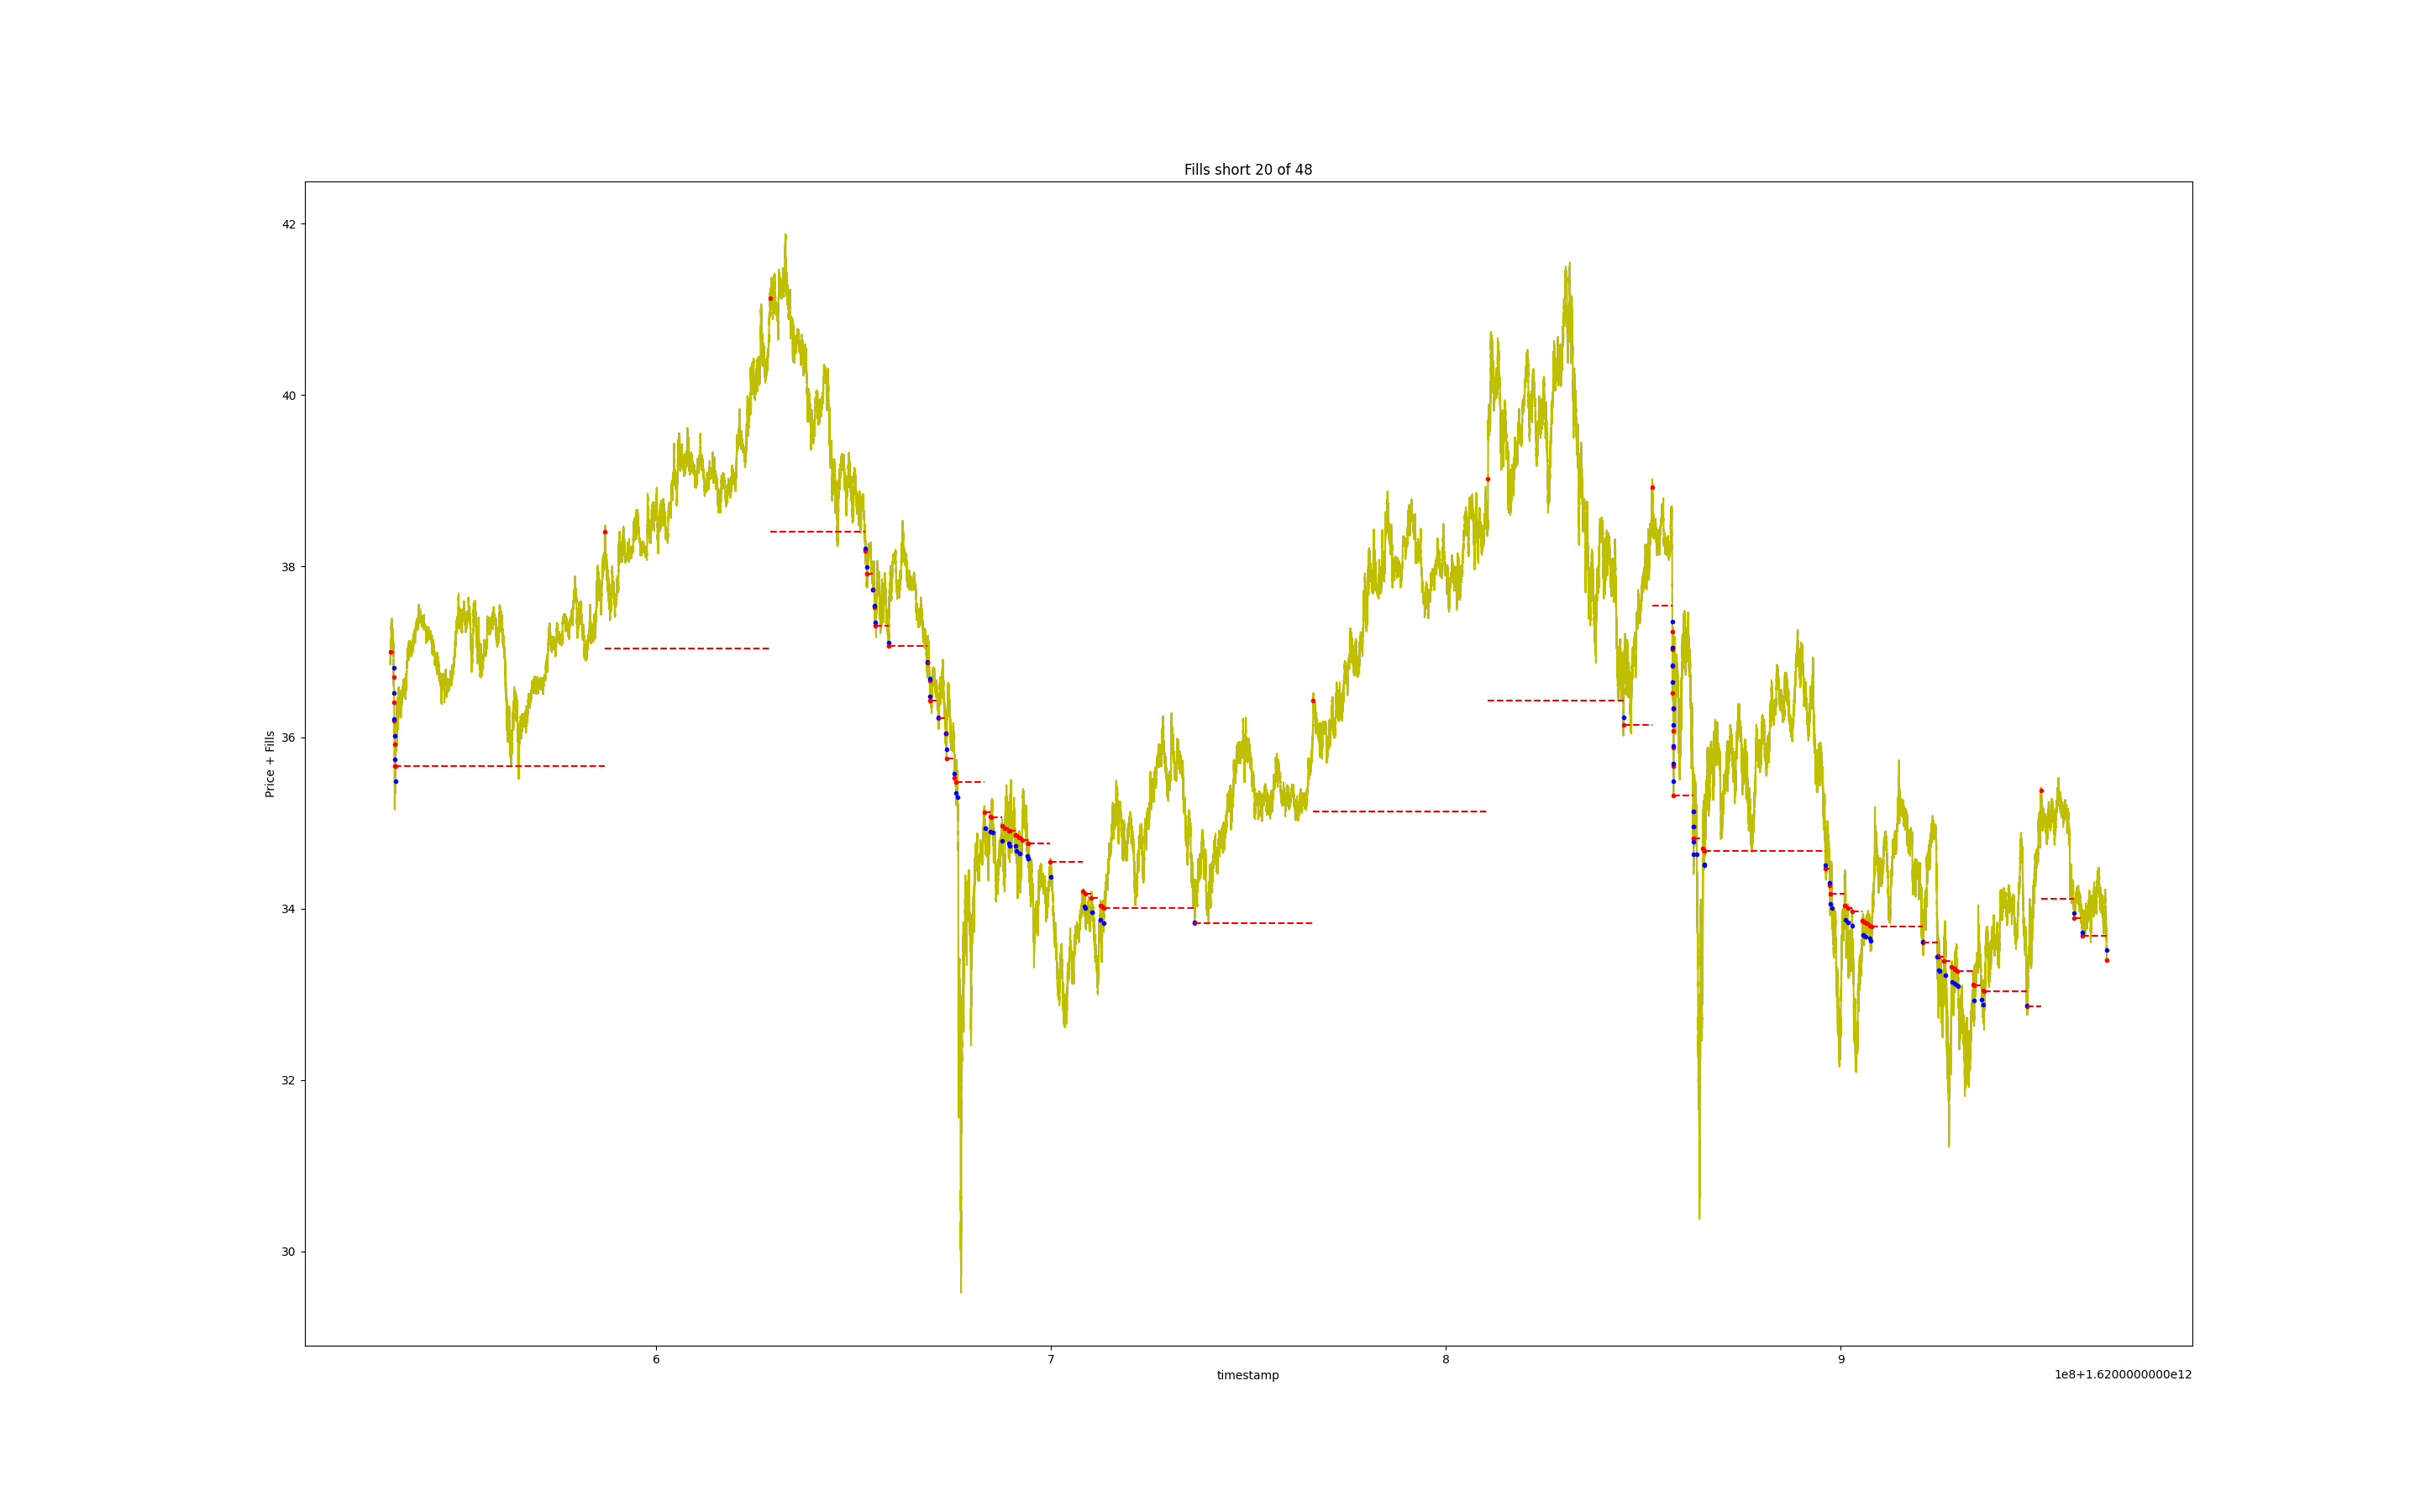 Fills short 20 of 48
Price + Fills
42
40
38
36
34
32
30
6
7
8
9
timestamp
1e8+1.6200000000e12